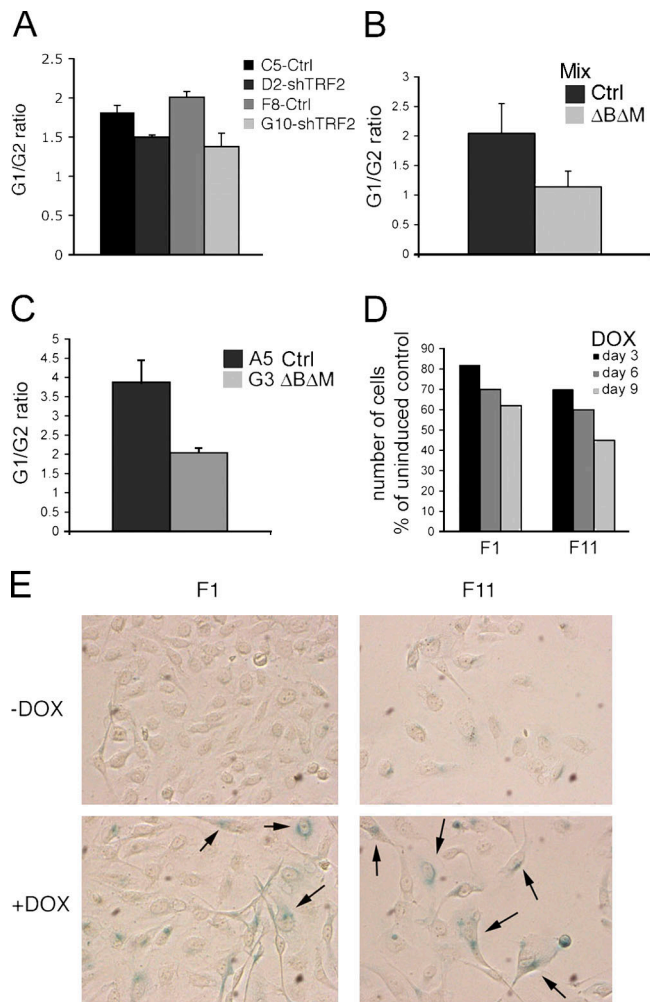 A
G1/G2 ratio
2.5
2
1.5
1
0.5
0
C5-Ctrl
D2-shTRF2
F8-Ctrl
G10-shTRF2
B
G1/G2 ratio
3
2.5
2
1.5
1
0.5
0
Mix
Ctrl
ΔBΔM
C
G1/G2 ratio
5
4.5
4
3.5
3
2.5
2
1.5
1
0.5
0
A5 Ctrl
G3 ΔBΔM
D
number of cells
% of uninduced control
90
80
70
60
50
40
30
20
10
0
F1
F11
DOX
day 3
day 6
day 9
E
F1
F11
-DOX
+DOX